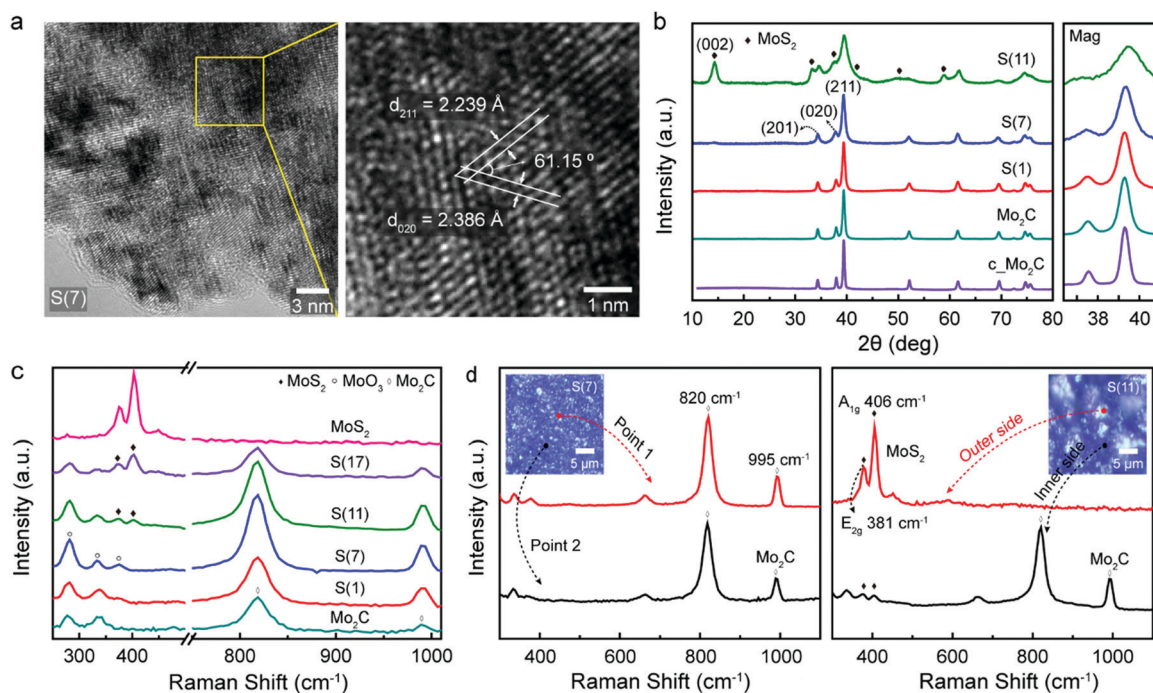 a
S(7)
3 nm
d211 = 2.239 Å
61.15 º
d020 = 2.386 Å
1 nm
b
(002)
♦ MoS2
S(11)
(211)
(020)
(201)
S(7)
S(1)
Mo2C
c_Mo2C
Intensity (a.u.)
10 20 30 40 50 60 70 80
2θ (deg)
Mag
38 40
c
♦ MoS2 ○ MoO3 ◊ Mo2C
MoS2
S(17)
S(11)
S(7)
S(1)
Mo2C
Intensity (a.u.)
300 400 800 900 1000
Raman Shift (cm-1)
d
S(7)
5 µm
Point 1
Point 2
820 cm-1
995 cm-1
Mo2C
Intensity (a.u.)
400 600 800 1000
Raman Shift (cm-1)
A1g 406 cm-1
MoS2
E2g 381 cm-1
Outer side
Inner side
S(11)
5 µm
Mo2C
400 600 800 1000
Raman Shift (cm-1)